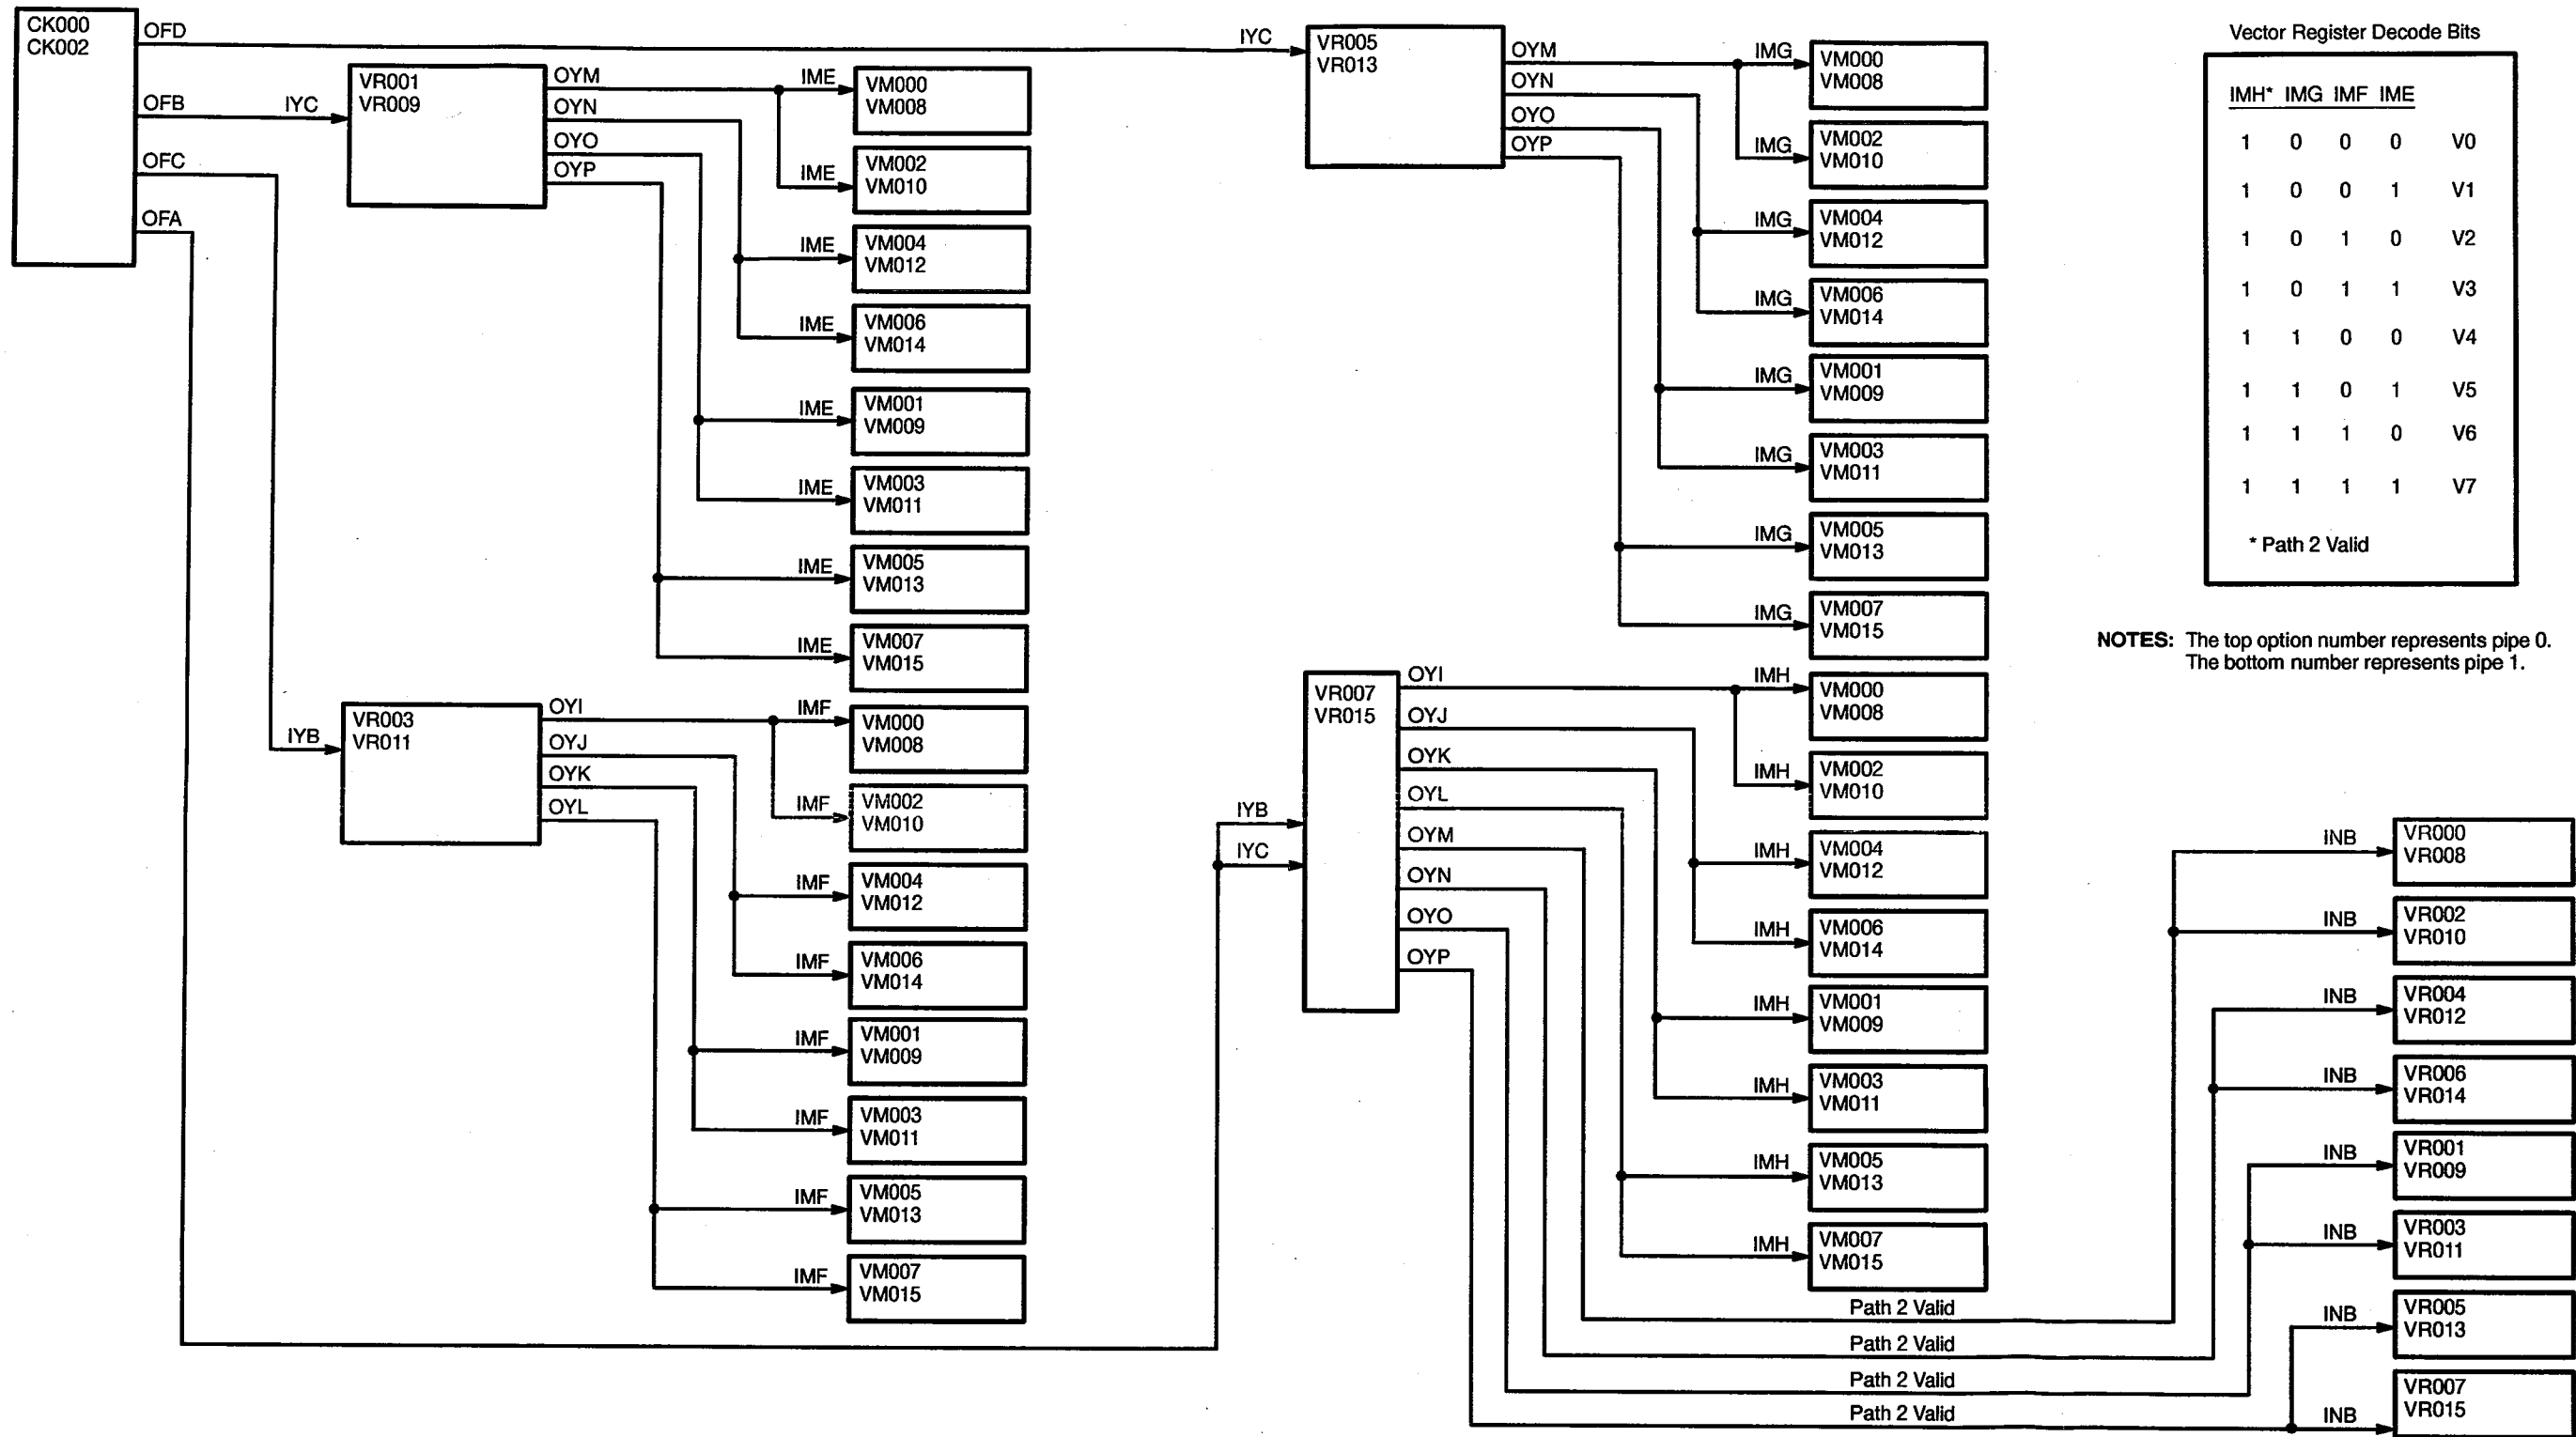 CK000
CK002
OFD
OFB
OFC
OFA
IYC
VR001
VR009
OYM
OYN
OYO
OYP
IME
VM000
VM008
IME
VM002
VM010
IME
VM004
VM012
IME
VM006
VM014
IME
VM001
VM009
IME
VM003
VM011
IME
VM005
VM013
IME
VM007
VM015
IYB
VR003
VR011
OYI
OYJ
OYK
OYL
IMF
VM000
VM008
IMF
VM002
VM010
IMF
VM004
VM012
IMF
VM006
VM014
IMF
VM001
VM009
IMF
VM003
VM011
IMF
VM005
VM013
IMF
VM007
VM015
IYC
VR005
VR013
OYM
OYN
OYO
OYP
IMG
VM000
VM008
IMG
VM002
VM010
IMG
VM004
VM012
IMG
VM006
VM014
IMG
VM001
VM009
IMG
VM003
VM011
IMG
VM005
VM013
IMG
VM007
VM015
IYB
IYC
VR007
VR015
OYI
OYJ
OYK
OYL
OYM
OYN
OYO
OYP
IMH
VM000
VM008
IMH
VM002
VM010
IMH
VM004
VM012
IMH
VM006
VM014
IMH
VM001
VM009
IMH
VM003
VM011
IMH
VM005
VM013
IMH
VM007
VM015
Path 2 Valid
Path 2 Valid
Path 2 Valid
Path 2 Valid
INB
VR000
VR008
INB
VR002
VR010
INB
VR004
VR012
INB
VR006
VR014
INB
VR001
VR009
INB
VR003
VR011
INB
VR005
VR013
INB
VR007
VR015
Vector Register Decode Bits
IMH* IMG IMF IME
1 0 0 0 V0
1 0 0 1 V1
1 0 1 0 V2
1 0 1 1 V3
1 1 0 0 V4
1 1 0 1 V5
1 1 1 0 V6
1 1 1 1 V7
* Path 2 Valid
NOTES: The top option number represents pipe 0.
The bottom number represents pipe 1.